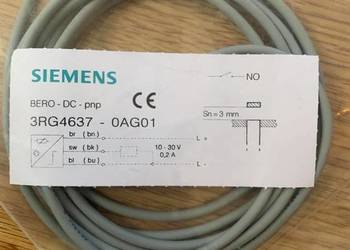 SIEMENS
NO
BERO - DC - pnp
CE
3RG4637 - 0AG01
Sn = 3 mm
br (bn)
L +
sw (bk)
10 - 30 V
0,2 A
bl (bu)
L -